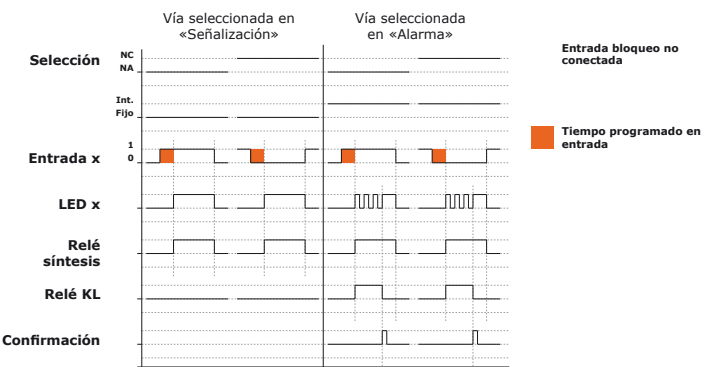 Vía seleccionada en
«Señalización»
Vía seleccionada
en «Alarma»
Entrada bloqueo no
conectada
Selección
NC
NA
Int.
Fijo
Tiempo programado en
entrada
Entrada x
1
0
LED x
Relé
síntesis
Relé KL
Confirmación